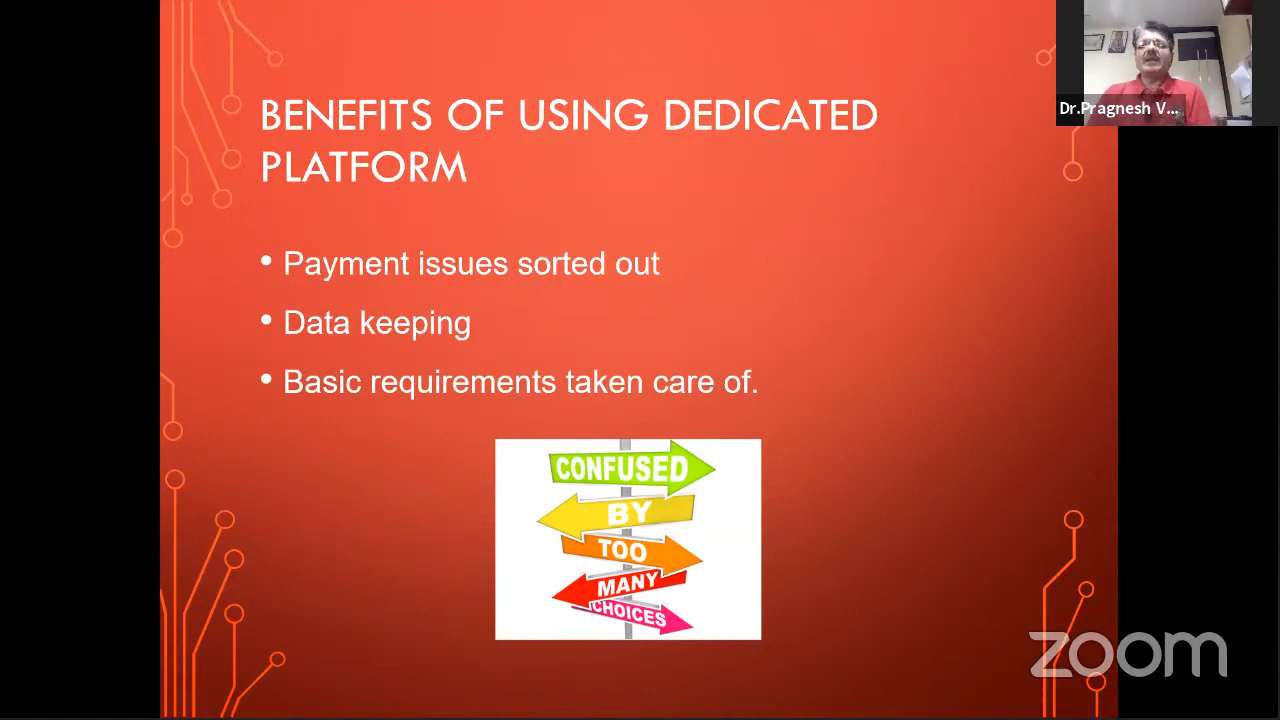 BENEFITS OF USING DEDICATED
PLATFORM
• Payment issues sorted out
• Data keeping
• Basic requirements taken care of.
CONFUSED
BY
TOO
MANY
CHOICES
Dr.Pragnesh V...
zoom